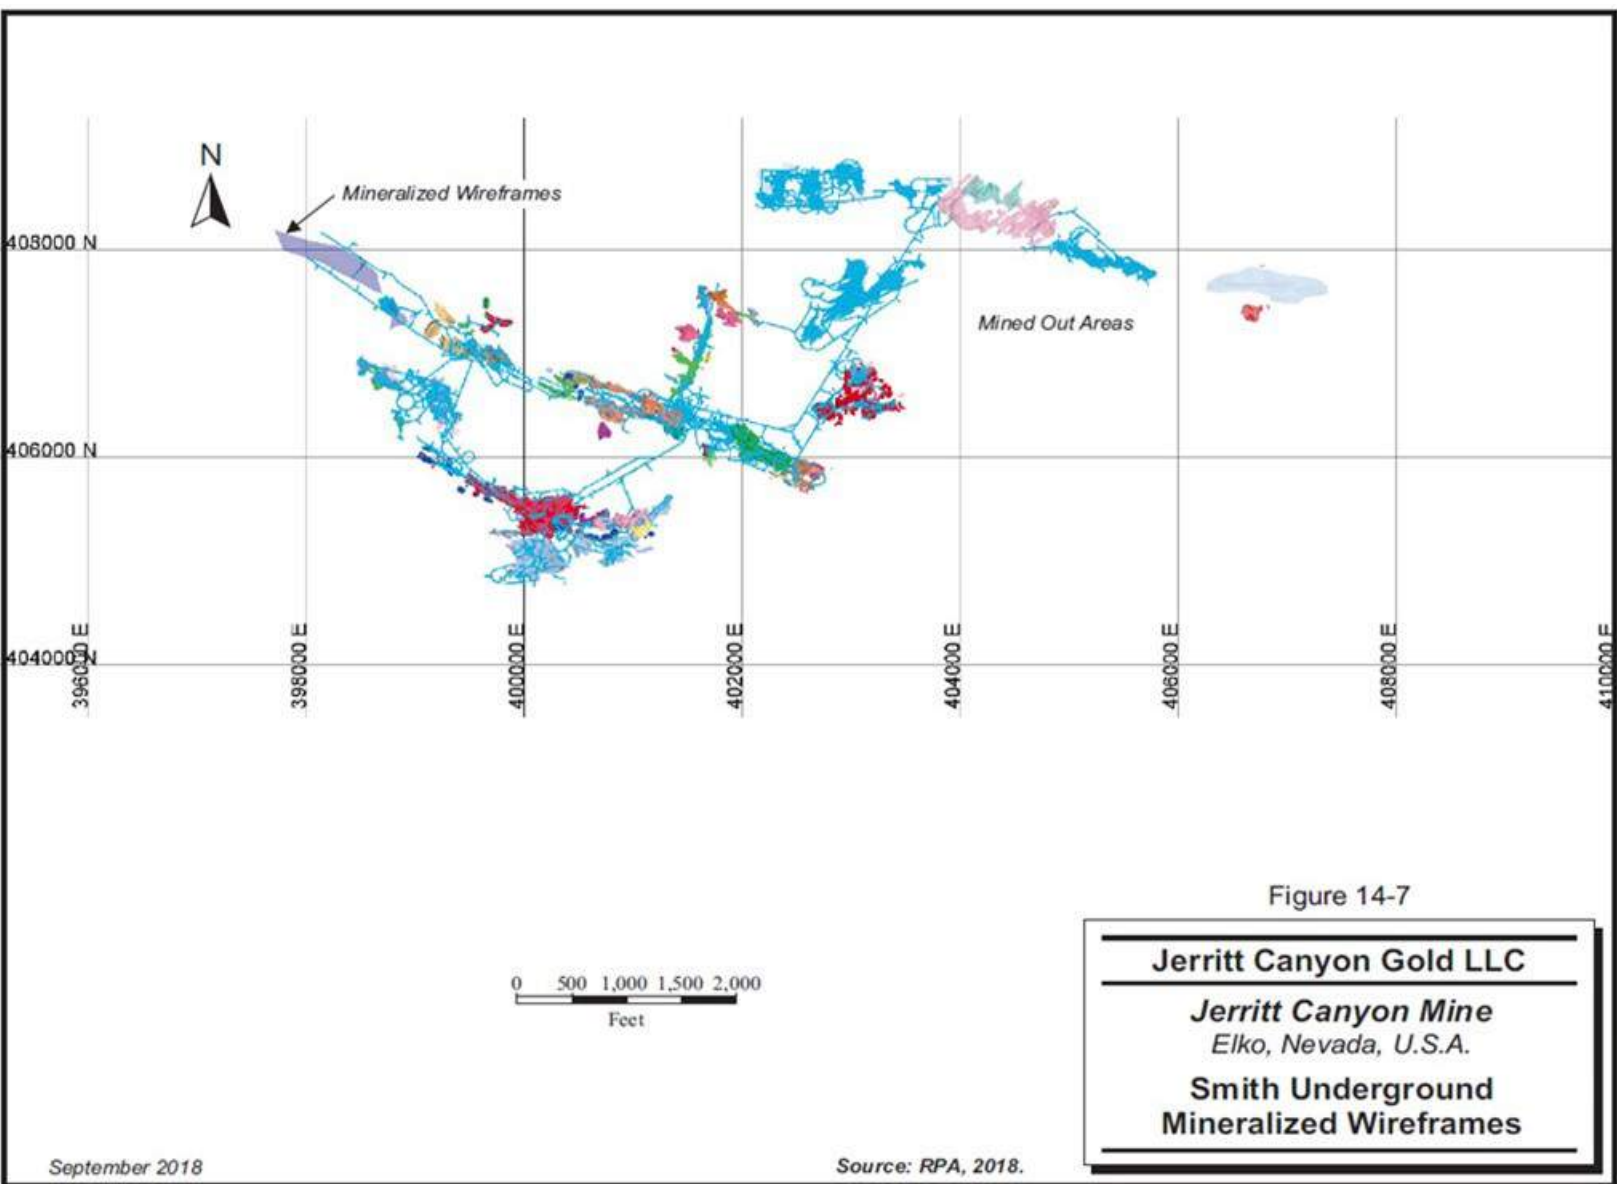 N
Mineralized Wireframes
408000 N
Mined Out Areas
406000 N
404000 N
396000 E
398000 E
400000 E
402000 E
404000 E
406000 E
408000 E
410000 E
Figure 14-7
0 500 1,000 1,500 2,000
Feet
Jerritt Canyon Gold LLC
Jerritt Canyon Mine
Elko, Nevada, U.S.A.
Smith Underground
Mineralized Wireframes
September 2018
Source: RPA, 2018.